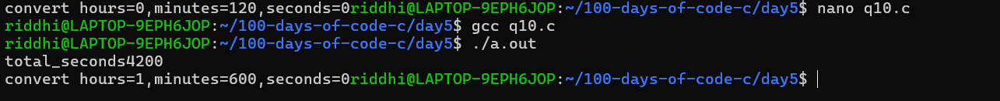 convert hours=0,minutes=120,seconds=0riddhi@LAPTOP-9EPH6JOP:~/100-days-of-code-c/day5$ nano q10.c
riddhi@LAPTOP-9EPH6JOP:~/100-days-of-code-c/day5$ gcc q10.c
riddhi@LAPTOP-9EPH6JOP:~/100-days-of-code-c/day5$ ./a.out
total_seconds4200
convert hours=1,minutes=600,seconds=0riddhi@LAPTOP-9EPH6JOP:~/100-days-of-code-c/day5$